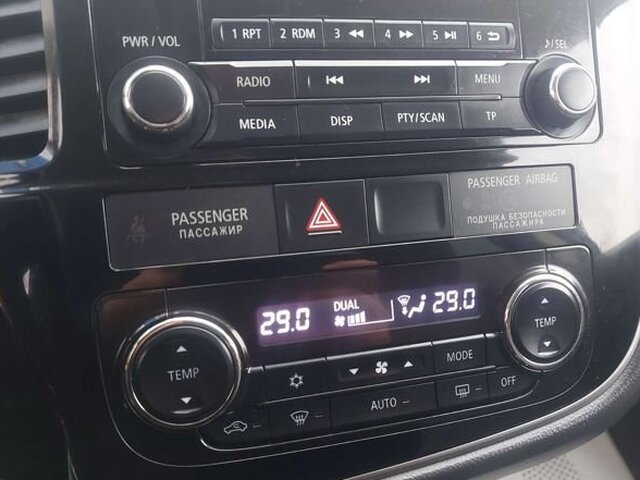 1 RPT 2 RDM 3 4 5 6
PWR / VOL
♪/SEL
RADIO MENU
MEDIA DISP PTY/SCAN TP
PASSENGER
ПАССАЖИР
PASSENGER AIRBAG
ПОДУШКА БЕЗОПАСНОСТИ
ПАССАЖИРА
29.0 DUAL 29.0
TEMP
TEMP
MODE
AUTO OFF